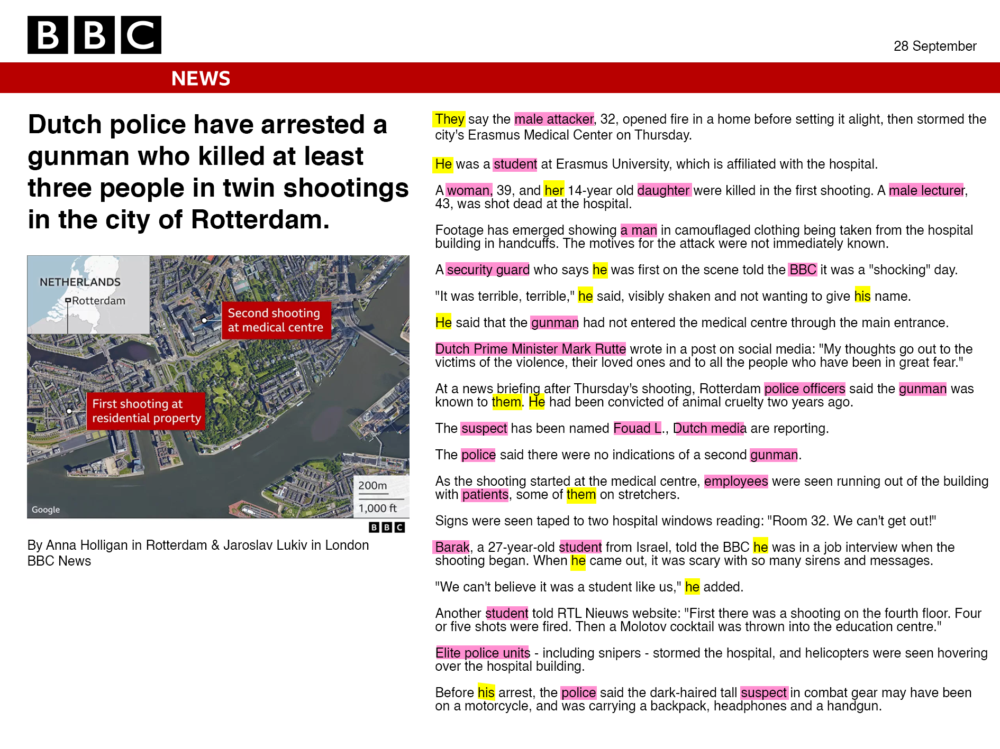 BBC
28 September
NEWS
Dutch police have arrested a
gunman who killed at least
three people in twin shootings
in the city of Rotterdam.
NETHERLANDS
Rotterdam
Second shooting
at medical centre
First shooting at
residential property
200m
1,000 ft
Google
BBC
By Anna Holligan in Rotterdam & Jaroslav Lukiv in London
BBC News
They say the male attacker, 32, opened fire in a home before setting it alight, then stormed the
city's Erasmus Medical Center on Thursday.
He was a student at Erasmus University, which is affiliated with the hospital.
A woman, 39, and her 14-year old daughter were killed in the first shooting. A male lecturer,
43, was shot dead at the hospital.
Footage has emerged showing a man in camouflaged clothing being taken from the hospital
building in handcuffs. The motives for the attack were not immediately known.
A security guard who says he was first on the scene told the BBC it was a "shocking" day.
"It was terrible, terrible," he said, visibly shaken and not wanting to give his name.
He said that the gunman had not entered the medical centre through the main entrance.
Dutch Prime Minister Mark Rutte wrote in a post on social media: "My thoughts go out to the
victims of the violence, their loved ones and to all the people who have been in great fear."
At a news briefing after Thursday's shooting, Rotterdam police officers said the gunman was
known to them. He had been convicted of animal cruelty two years ago.
The suspect has been named Fouad L., Dutch media are reporting.
The police said there were no indications of a second gunman.
As the shooting started at the medical centre, employees were seen running out of the building
with patients, some of them on stretchers.
Signs were seen taped to two hospital windows reading: "Room 32. We can't get out!"
Barak, a 27-year-old student from Israel, told the BBC he was in a job interview when the
shooting began. When he came out, it was scary with so many sirens and messages.
"We can't believe it was a student like us," he added.
Another student told RTL Nieuws website: "First there was a shooting on the fourth floor. Four
or five shots were fired. Then a Molotov cocktail was thrown into the education centre."
Elite police units - including snipers - stormed the hospital, and helicopters were seen hovering
over the hospital building.
Before his arrest, the police said the dark-haired tall suspect in combat gear may have been
on a motorcycle, and was carrying a backpack, headphones and a handgun.